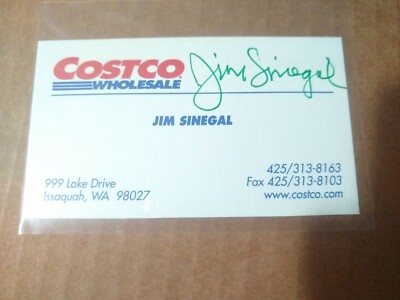 COSTCO
WHOLESALE
Jim Sinegal
JIM SINEGAL
425/313-8163
999 Lake Drive Fax 425/313-8103
Issaquah, WA 98027 www.costco.com